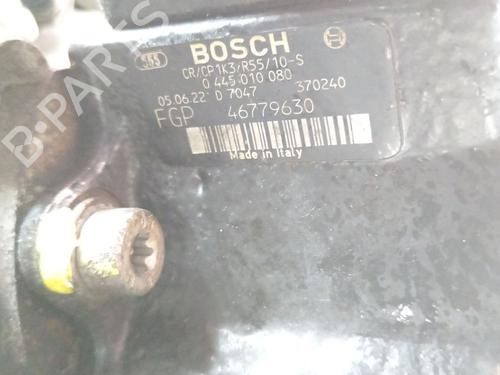 B-PARTS
565
BOSCH
CR/CP1K3/R55/10-S
0 445 010 080
05.06.22 D 7047 370240
FGP 46779630
Made in Italy